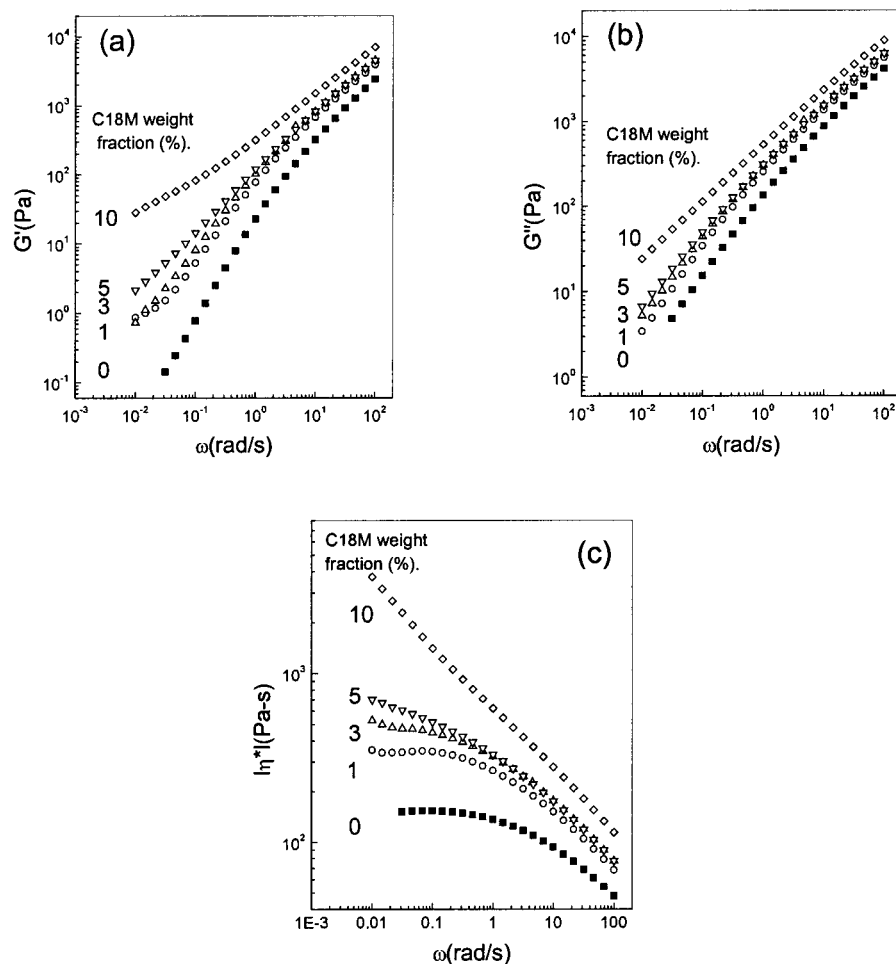 (a)
G'(Pa)
10⁴
10³
10²
10¹
10⁰
10⁻¹
C18M weight
fraction (%).
10
5
3
1
0
10⁻³ 10⁻² 10⁻¹ 10⁰ 10¹ 10²
ω(rad/s)
(b)
G''(Pa)
10⁴
10³
10²
10¹
10⁰
C18M weight
fraction (%).
10
5
3
1
0
10⁻³ 10⁻² 10⁻¹ 10⁰ 10¹ 10²
ω(rad/s)
(c)
|η*|(Pa-s)
10³
10²
C18M weight
fraction (%).
10
5
3
1
0
1E-3 0.01 0.1 1 10 100
ω(rad/s)